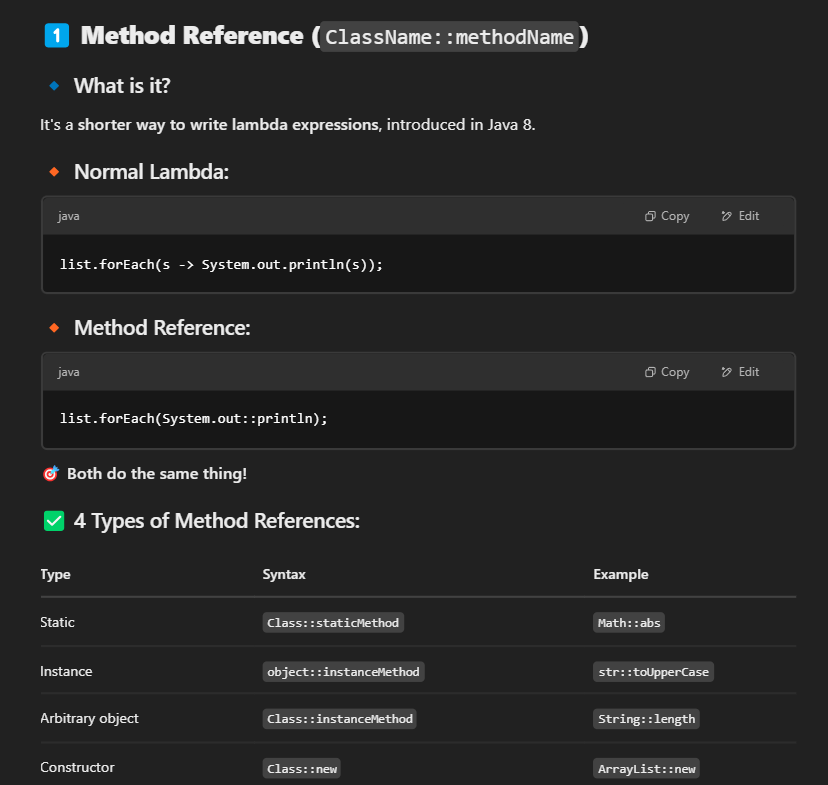 1 Method Reference (ClassName::methodName)
What is it?
It's a shorter way to write lambda expressions, introduced in Java 8.
Normal Lambda:
java Copy Edit
list.forEach(s -> System.out.println(s));
Method Reference:
java Copy Edit
list.forEach(System.out::println);
Both do the same thing!
4 Types of Method References:
Type Syntax Example
Static Class::staticMethod Math::abs
Instance object::instanceMethod str::toUpperCase
Arbitrary object Class::instanceMethod String::length
Constructor Class::new ArrayList::new